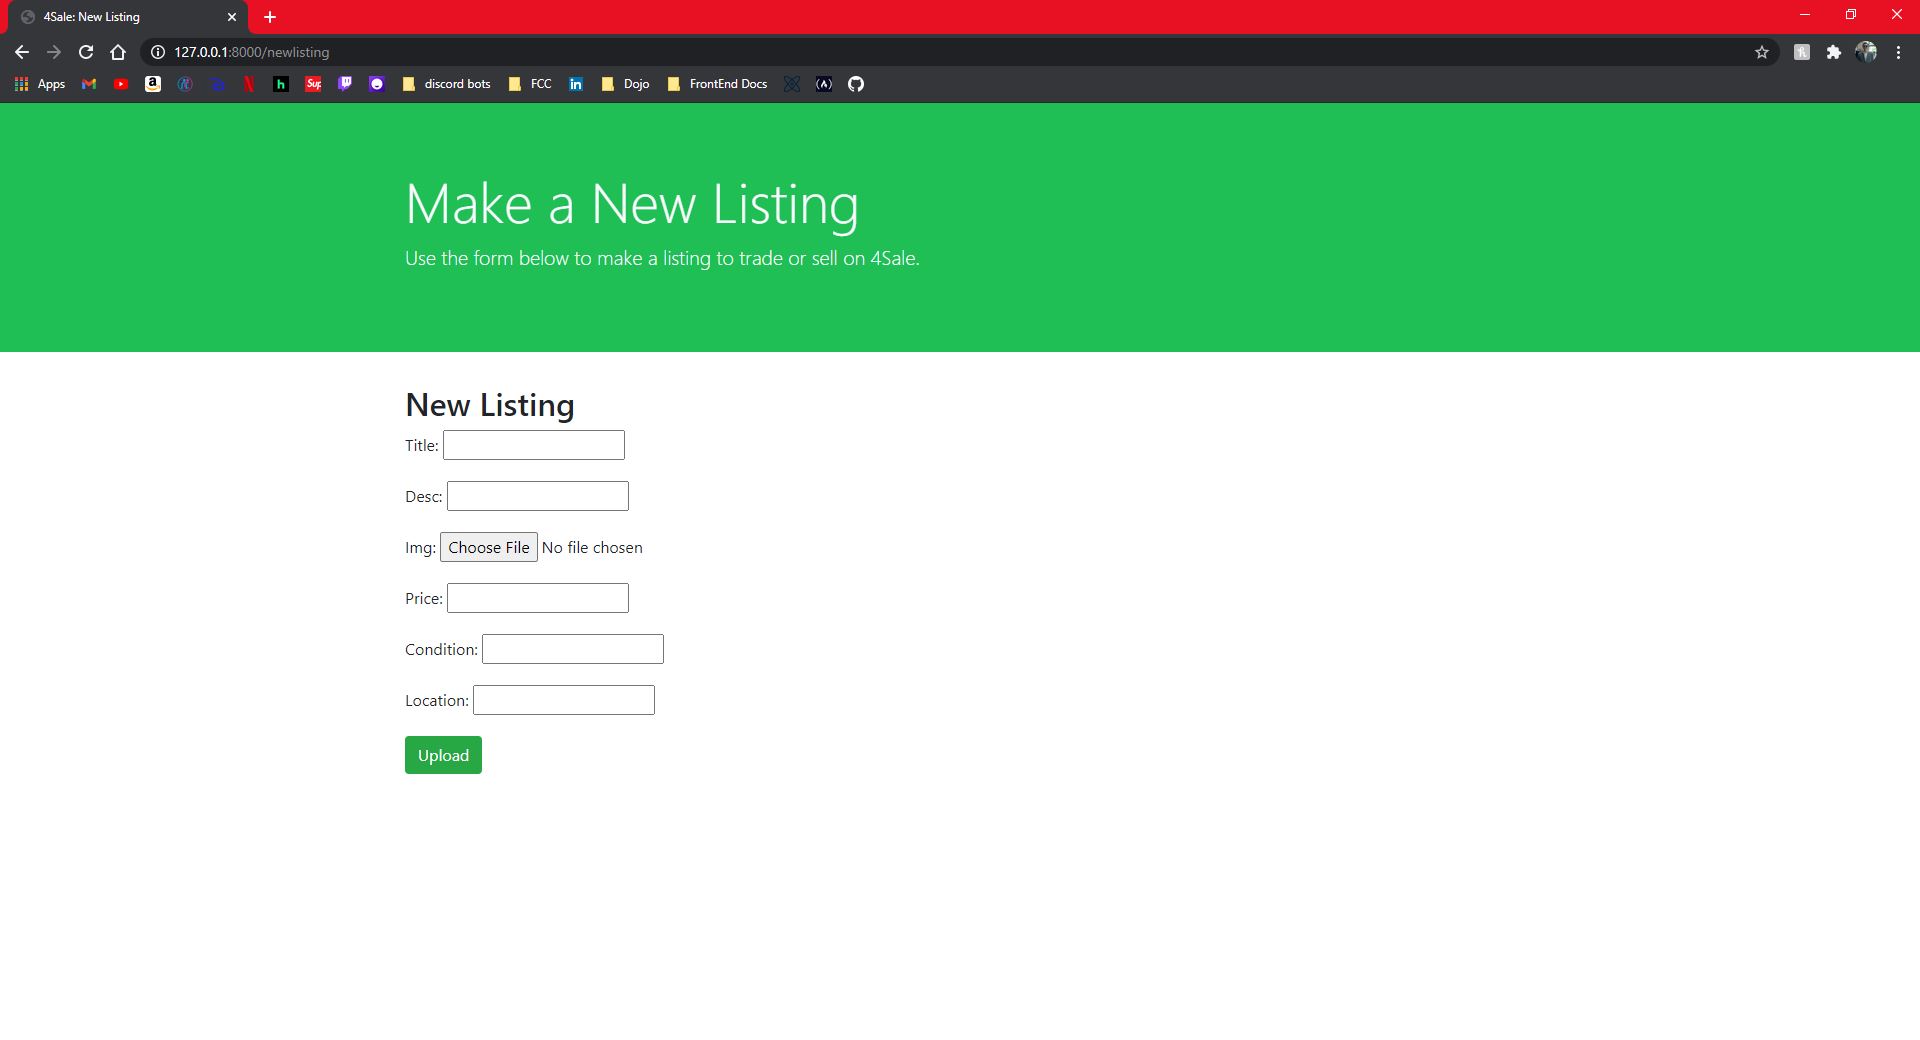 4Sale: New Listing
127.0.0.1:8000/newlisting
Apps discord bots FCC Dojo FrontEnd Docs
Make a New Listing
Use the form below to make a listing to trade or sell on 4Sale.
New Listing
Title:
Desc:
Img: Choose File No file chosen
Price:
Condition:
Location:
Upload